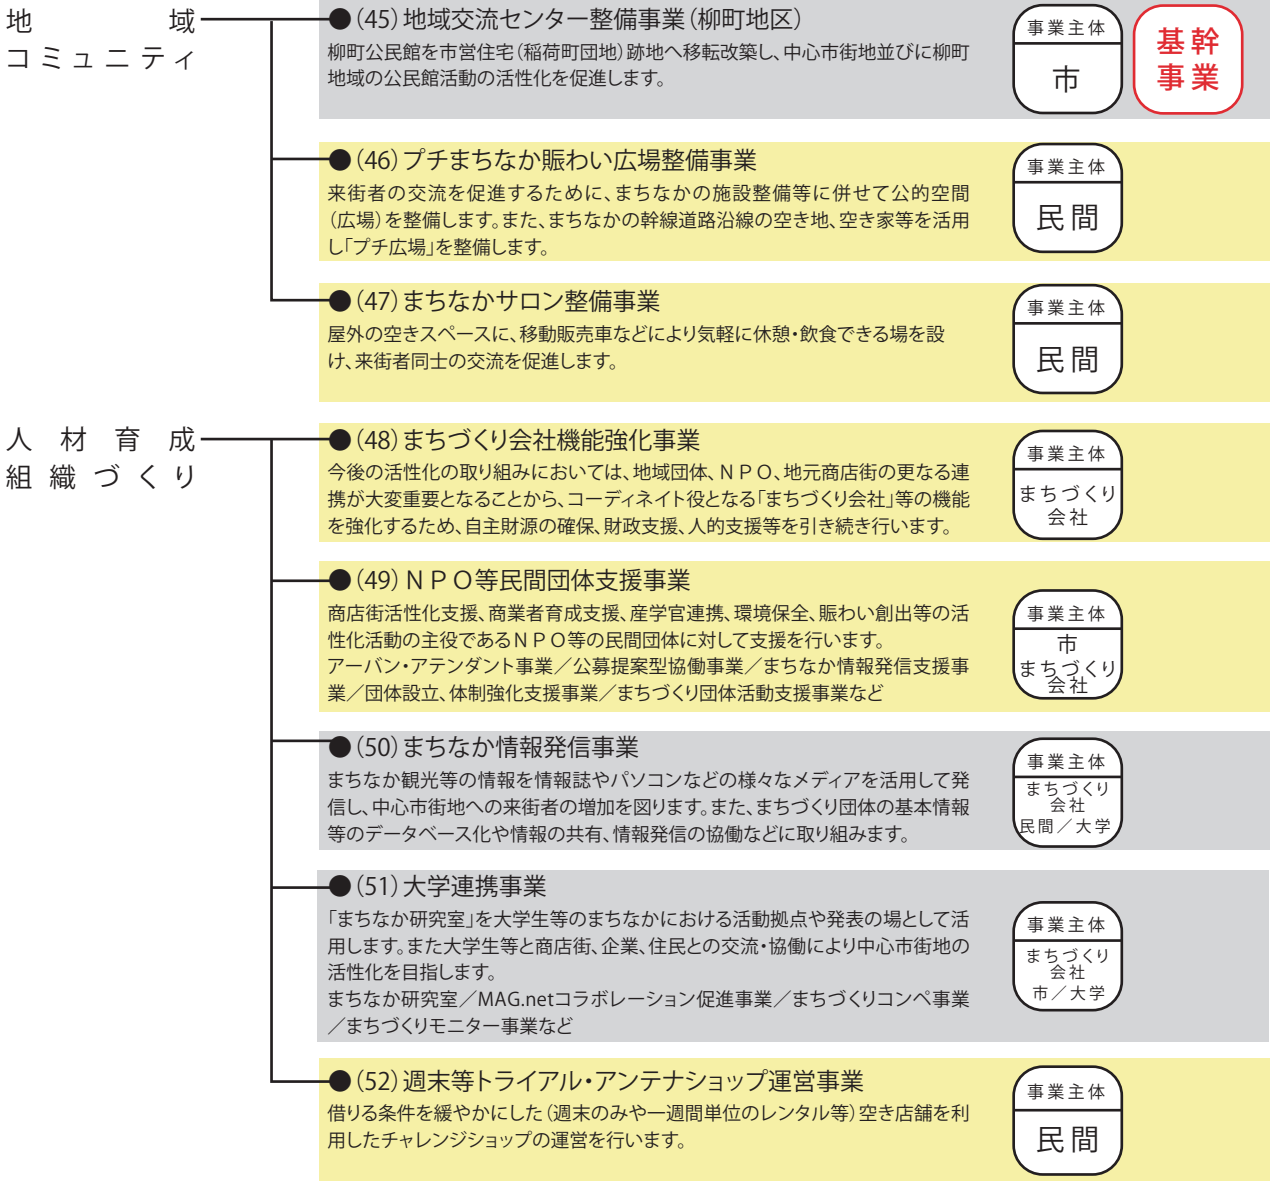 地域
コミュニティ
●(45)地域交流センター整備事業(柳町地区)
柳町公民館を市営住宅(稲荷町団地)跡地へ移転改築し、中心市街地並びに柳町
地域の公民館活動の活性化を促進します。
事業主体
市
基幹
事業
●(46)プチまちなか賑わい広場整備事業
来街者の交流を促進するために、まちなかの施設整備等に併せて公的空間
(広場)を整備します。また、まちなかの幹線道路沿線の空き地、空き家等を活用
し「プチ広場」を整備します。
事業主体
民間
●(47)まちなかサロン整備事業
屋外の空きスペースに、移動販売車などにより気軽に休憩・飲食できる場を設
け、来街者同士の交流を促進します。
事業主体
民間
人材育成
組織づくり
●(48)まちづくり会社機能強化事業
今後の活性化の取り組みにおいては、地域団体、ＮＰＯ、地元商店街の更なる連
携が大変重要となることから、コーディネイト役となる「まちづくり会社」等の機能
を強化するため、自主財源の確保、財政支援、人的支援等を引き続き行います。
事業主体
まちづくり
会社
●(49)ＮＰＯ等民間団体支援事業
商店街活性化支援、商業者育成支援、産学官連携、環境保全、賑わい創出等の活
性化活動の主役であるＮＰＯ等の民間団体に対して支援を行います。
アーバン・アテンダント事業／公募提案型協働事業／まちなか情報発信支援事
業／団体設立、体制強化支援事業／まちづくり団体活動支援事業など
事業主体
市
まちづくり
会社
●(50)まちなか情報発信事業
まちなか観光等の情報を情報誌やパソコンなどの様々なメディアを活用して発
信し、中心市街地への来街者の増加を図ります。また、まちづくり団体の基本情報
等のデータベース化や情報の共有、情報発信の協働などに取り組みます。
事業主体
まちづくり
会社
民間／大学
●(51)大学連携事業
「まちなか研究室」を大学生等のまちなかにおける活動拠点や発表の場として活
用します。また大学生等と商店街、企業、住民との交流・協働により中心市街地の
活性化を目指します。
まちなか研究室／MAG.netコラボレーション促進事業／まちづくりコンペ事業
／まちづくりモニター事業など
事業主体
まちづくり
会社
市／大学
●(52)週末等トライアル・アンテナショップ運営事業
借りる条件を緩やかにした(週末のみや一週間単位のレンタル等)空き店舗を利
用したチャレンジショップの運営を行います。
事業主体
民間